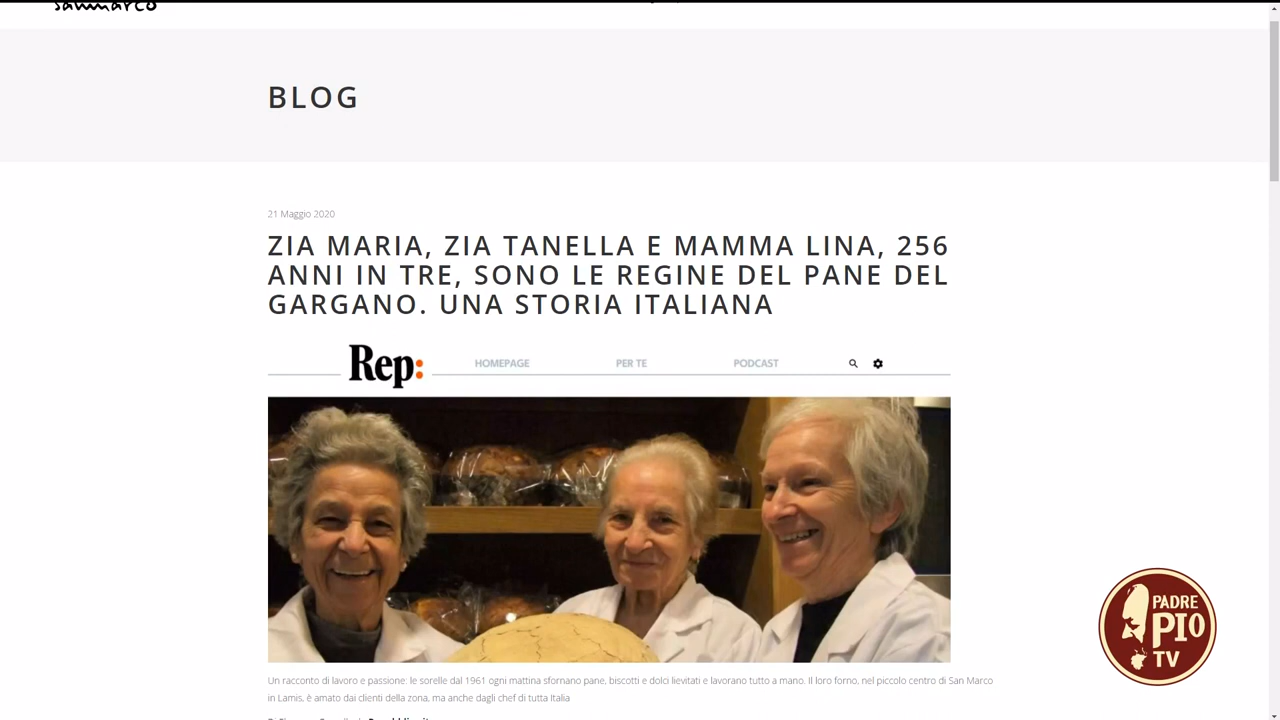 sanmarco
BLOG
21 Maggio 2020
ZIA MARIA, ZIA TANELLA E MAMMA LINA, 256
ANNI IN TRE, SONO LE REGINE DEL PANE DEL
GARGANO. UNA STORIA ITALIANA
Rep: HOMEPAGE PER TE PODCAST
Un racconto di lavoro e passione: le sorelle dal 1961 ogni mattina sfornano pane, biscotti e dolci lievitati e lavorano tutto a mano. Il loro forno, nel piccolo centro di San Marco
in Lamis, è amato dai clienti della zona, ma anche dagli chef di tutta Italia
PADRE
PIO
TV